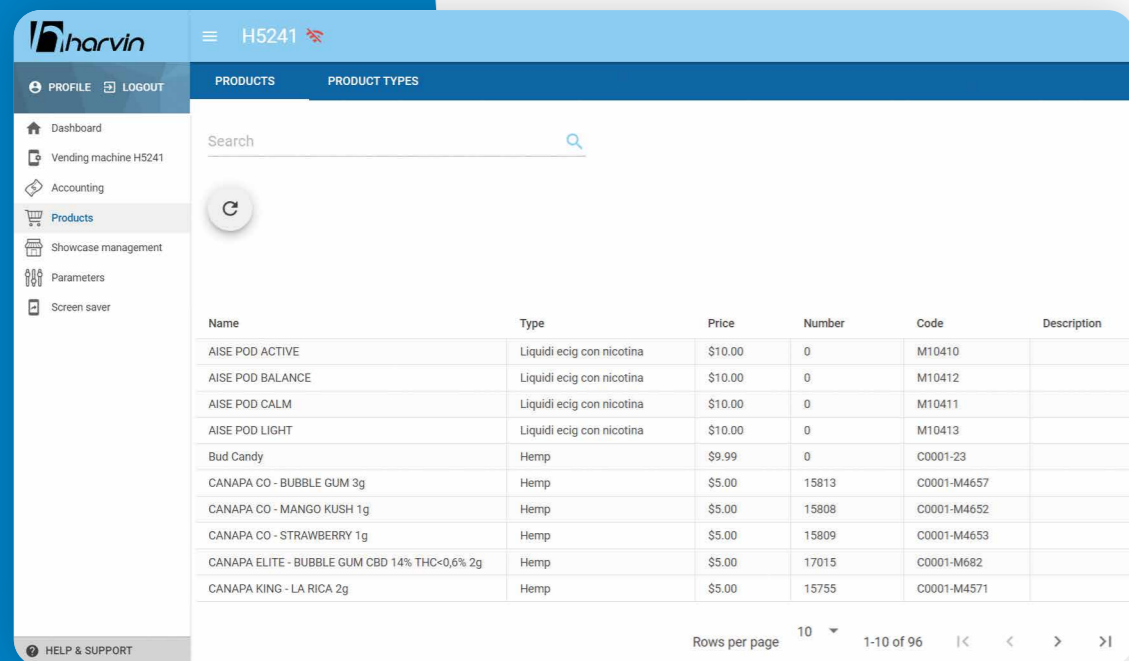 harvin
H5241
PROFILE LOGOUT
PRODUCTS PRODUCT TYPES
Dashboard
Vending machine H5241
Accounting
Products
Showcase management
Parameters
Screen saver
HELP & SUPPORT
Search
Name Type Price Number Code Description
AISE POD ACTIVE Liquidi ecig con nicotina $10.00 0 M10410
AISE POD BALANCE Liquidi ecig con nicotina $10.00 0 M10412
AISE POD CALM Liquidi ecig con nicotina $10.00 0 M10411
AISE POD LIGHT Liquidi ecig con nicotina $10.00 0 M10413
Bud Candy Hemp $9.99 0 C0001-23
CANAPA CO - BUBBLE GUM 3g Hemp $5.00 15813 C0001-M4657
CANAPA CO - MANGO KUSH 1g Hemp $5.00 15808 C0001-M4652
CANAPA CO - STRAWBERRY 1g Hemp $5.00 15809 C0001-M4653
CANAPA ELITE - BUBBLE GUM CBD 14% THC<0,6% 2g Hemp $5.00 17015 C0001-M682
CANAPA KING - LA RICA 2g Hemp $5.00 15755 C0001-M4571
Rows per page 10 1-10 of 96